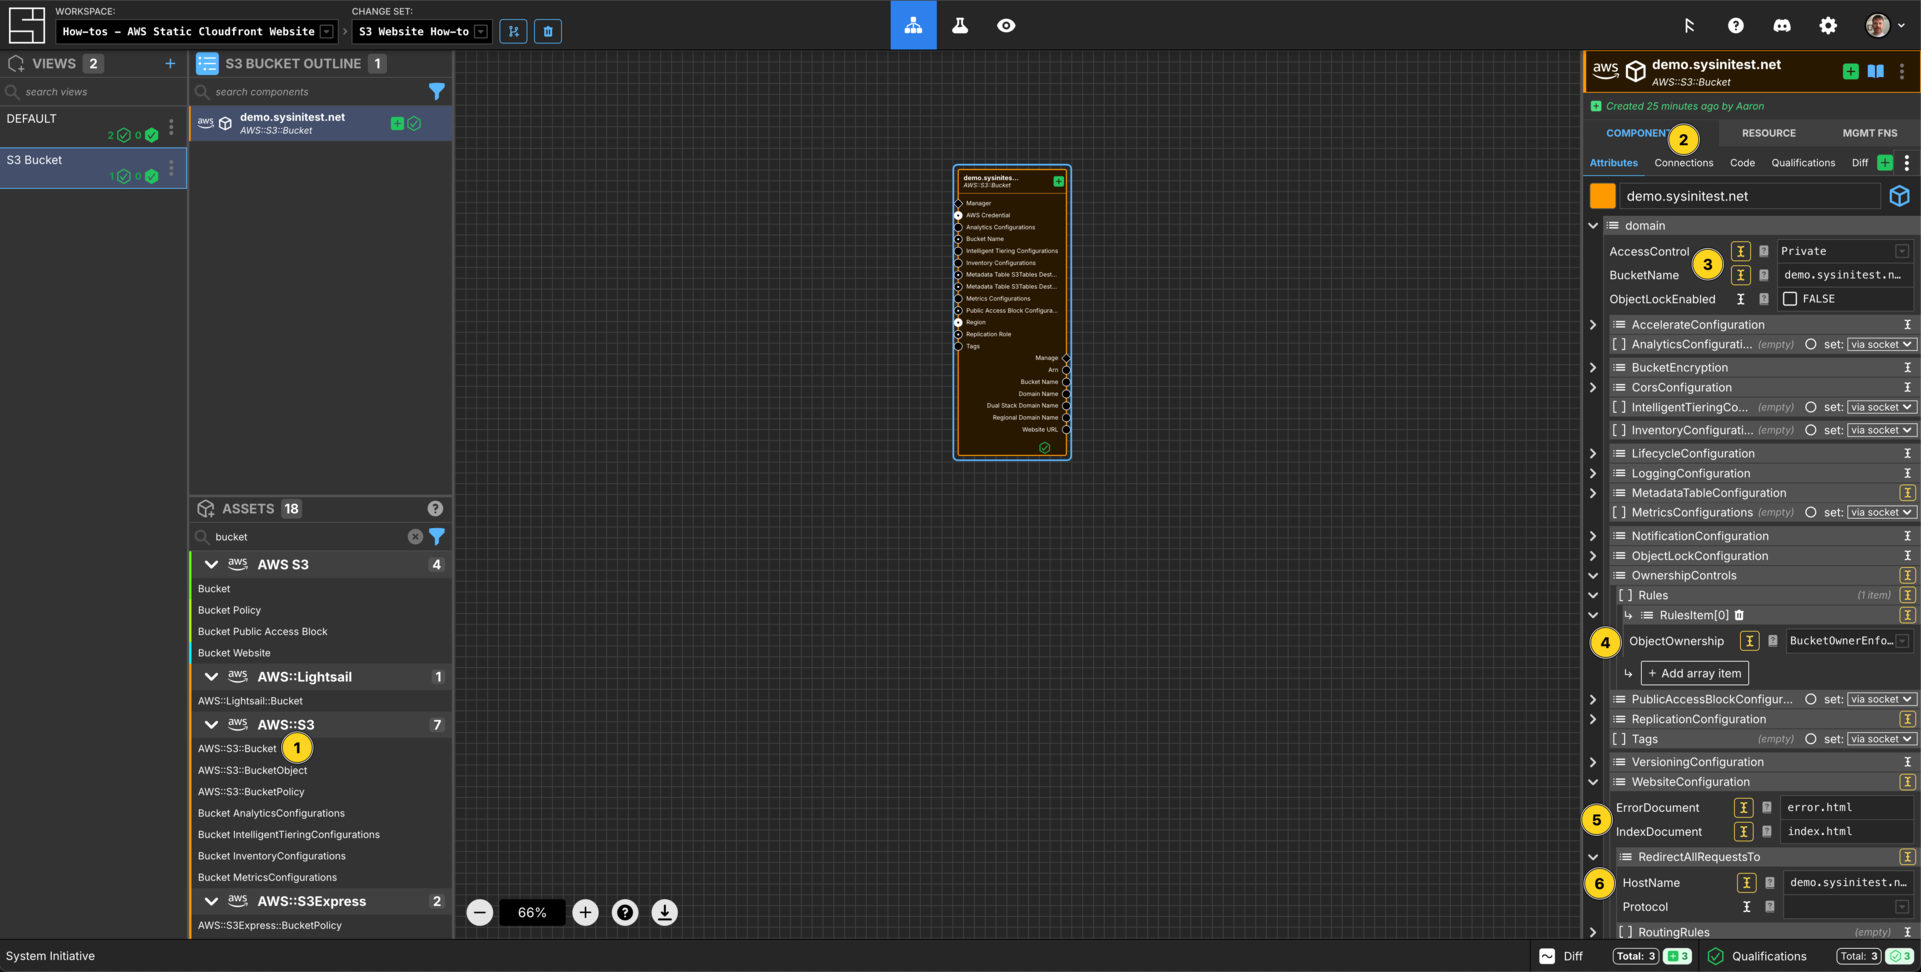 WORKSPACE:
How-tos - AWS Static Cloudfront Website
CHANGE SET:
S3 Website How-to
VIEWS 2
search views
DEFAULT
2 0
S3 Bucket
1 0
S3 BUCKET OUTLINE 1
search components
aws demo.sysinitest.net
AWS::S3::Bucket
ASSETS 18
bucket
aws AWS S3 4
Bucket
Bucket Policy
Bucket Public Access Block
Bucket Website
aws AWS::Lightsail 1
AWS::Lightsail::Bucket
aws AWS::S3 7
AWS::S3::Bucket 1
AWS::S3::BucketObject
AWS::S3::BucketPolicy
Bucket AnalyticsConfigurations
Bucket IntelligentTieringConfigurations
Bucket InventoryConfigurations
Bucket MetricsConfigurations
aws AWS::S3Express 2
AWS::S3Express::BucketPolicy
demo.sysinites...
AWS::S3::Bucket
Manager
AWS Credential
Analytics Configurations
Bucket Name
Intelligent Tiering Configurations
Inventory Configurations
Metadata Table S3Tables Dest...
Metadata Table S3Tables Dest...
Metrics Configurations
Public Access Block Configura...
Region
Replication Role
Tags
Manage
Arn
Bucket Name
Domain Name
Dual Stack Domain Name
Regional Domain Name
Website URL
66%
aws demo.sysinitest.net
AWS::S3::Bucket
Created 25 minutes ago by Aaron
COMPONENT 2 RESOURCE MGMT FNS
Attributes Connections Code Qualifications Diff
demo.sysinitest.net
domain
AccessControl Private
3
BucketName demo.sysinitest.n...
ObjectLockEnabled FALSE
AccelerateConfiguration
[ ] AnalyticsConfigurati... (empty) set: via socket
BucketEncryption
CorsConfiguration
[ ] IntelligentTieringCo... (empty) set: via socket
[ ] InventoryConfigurati... (empty) set: via socket
LifecycleConfiguration
LoggingConfiguration
MetadataTableConfiguration
[ ] MetricsConfigurations (empty) set: via socket
NotificationConfiguration
ObjectLockConfiguration
OwnershipControls
[ ] Rules (1 item)
RulesItem[0]
4 ObjectOwnership BucketOwnerEnfo...
+ Add array item
PublicAccessBlockConfigur... set: via socket
ReplicationConfiguration
[ ] Tags (empty) set: via socket
VersioningConfiguration
WebsiteConfiguration
ErrorDocument error.html
5
IndexDocument index.html
RedirectAllRequestsTo
6 HostName demo.sysinitest.n...
Protocol
[ ] RoutingRules (empty)
System Initiative
Diff Total: 3 3 Qualifications Total: 3 3